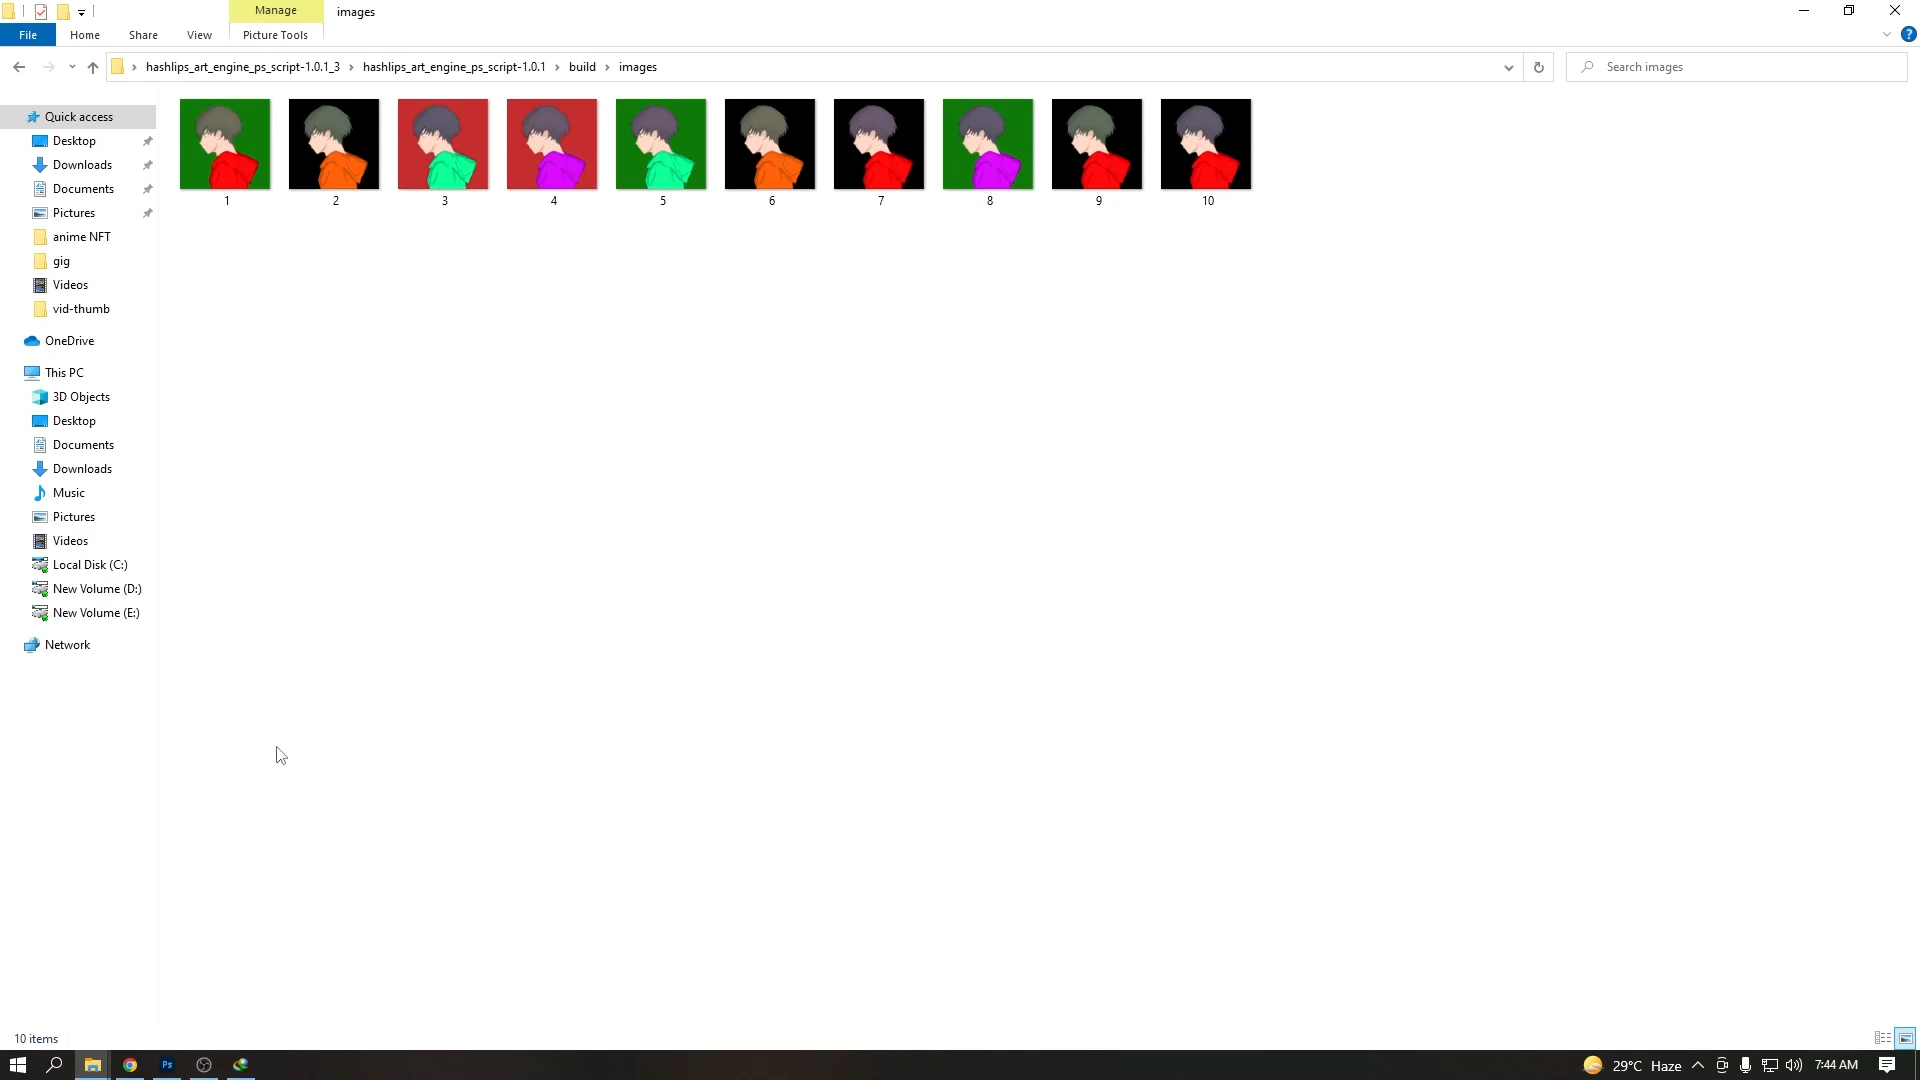 Manage
images
File
Home
Share
View
Picture Tools
?
hashlips_art_engine_ps_script-1.0.1_3 > hashlips_art_engine_ps_script-1.0.1 > build > images
Search images
Quick access
Desktop
Downloads
Documents
Pictures
anime NFT
gig
Videos
vid-thumb
OneDrive
This PC
3D Objects
Desktop
Documents
Downloads
Music
Pictures
Videos
Local Disk (C:)
New Volume (D:)
New Volume (E:)
Network
1
2
3
4
5
6
7
8
9
10
10 items
Ps
29°C Haze
7:44 AM